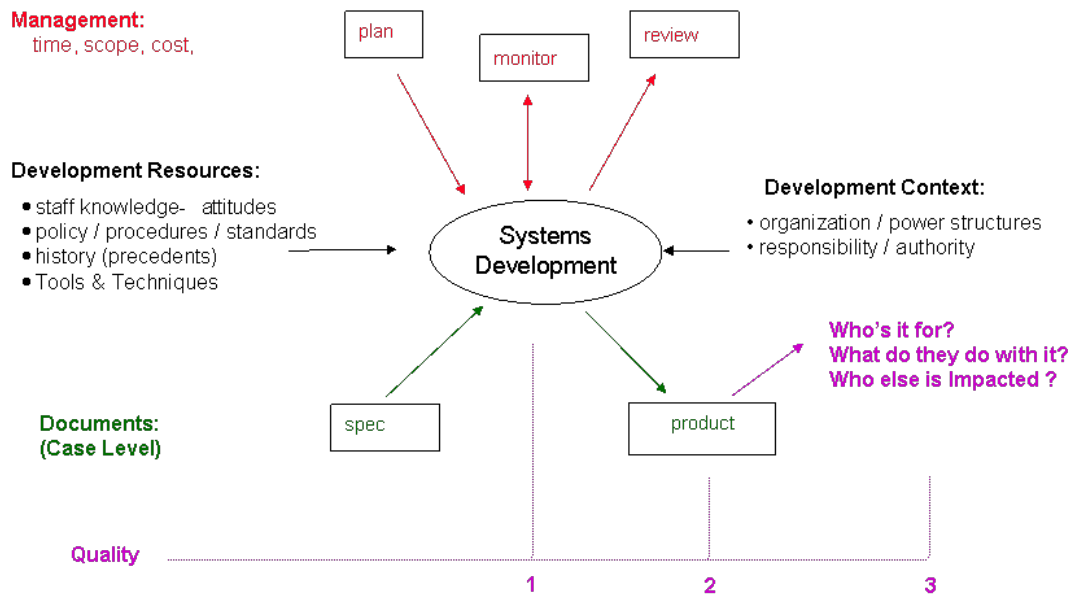 Management:
time, scope, cost,
plan
monitor
review
Development Resources:
• staff knowledge- attitudes
• policy / procedures / standards
• history (precedents)
• Tools & Techniques
Systems
Development
Development Context:
• organization / power structures
• responsibility / authority
Who's it for?
What do they do with it?
Who else is Impacted ?
Documents:
(Case Level)
spec
product
Quality
1
2
3